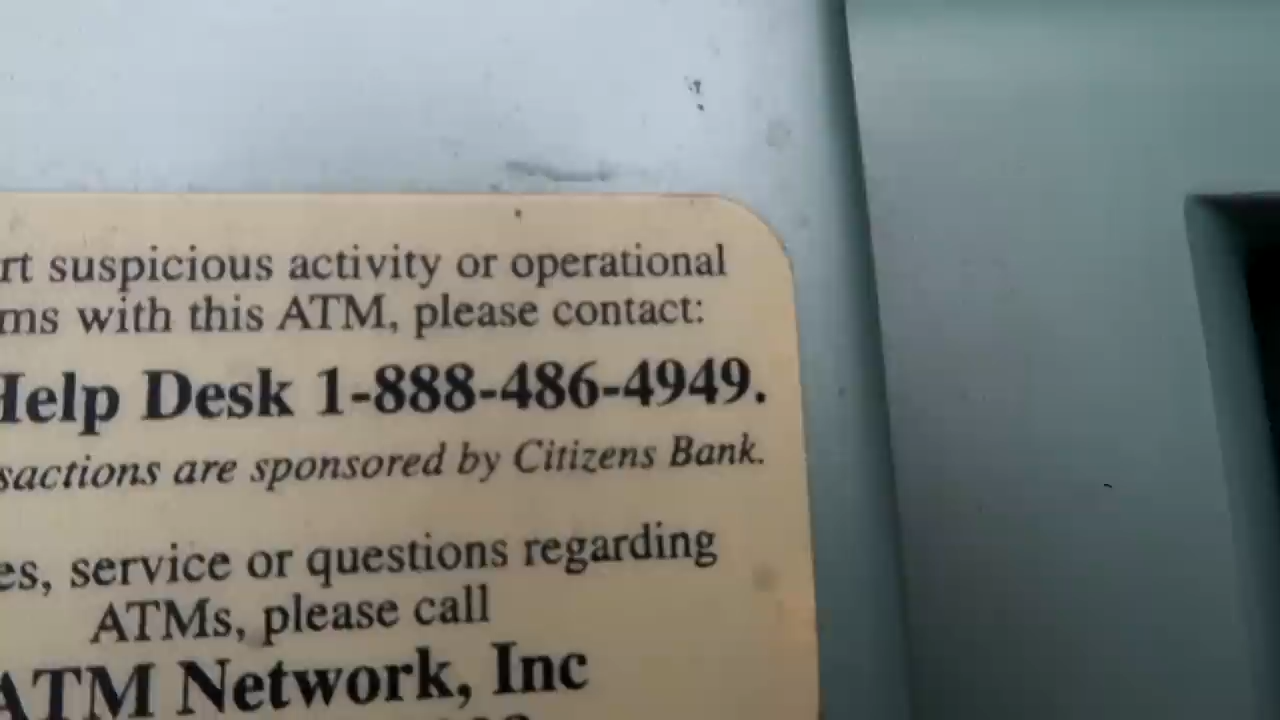 rt suspicious activity or operational
ms with this ATM, please contact:
Help Desk 1-888-486-4949.
sactions are sponsored by Citizens Bank.
es, service or questions regarding
ATMs, please call
ATM Network, Inc